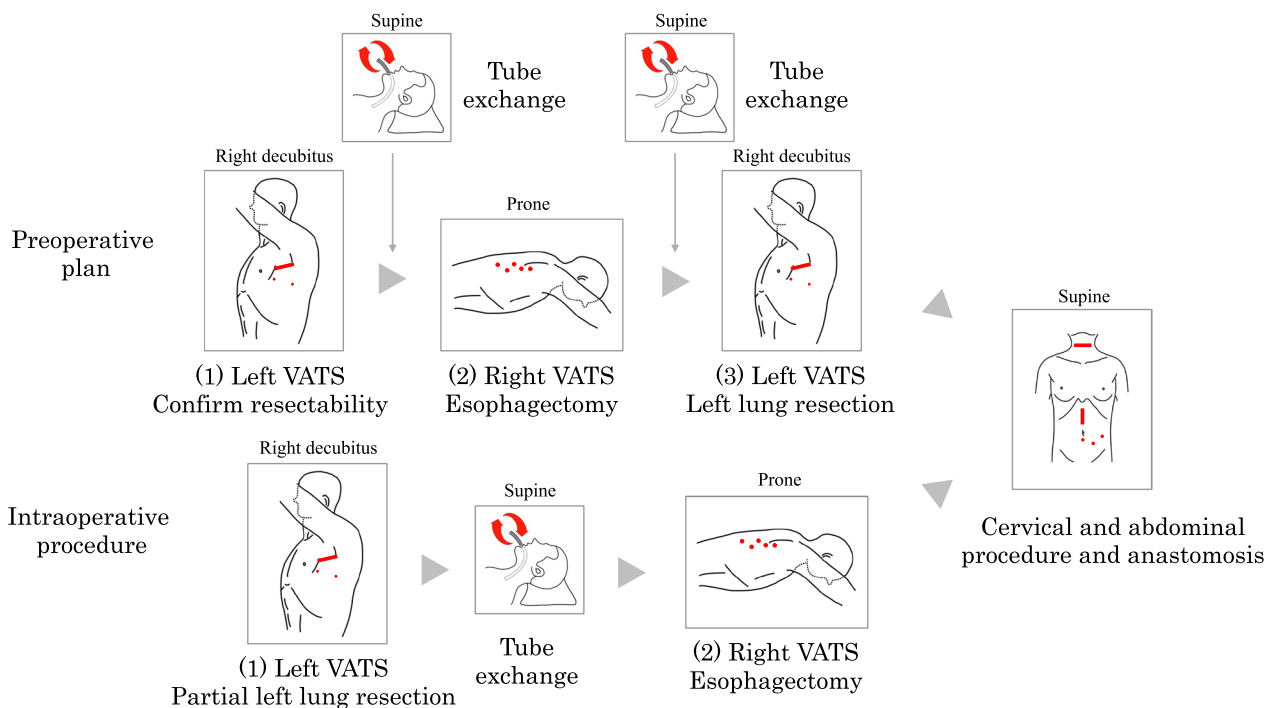 Supine
Tube
exchange
Supine
Tube
exchange
Right decubitus
Prone
Right decubitus
Preoperative
plan
(1) Left VATS
Confirm resectability
(2) Right VATS
Esophagectomy
(3) Left VATS
Left lung resection
Supine
Cervical and abdominal
procedure and anastomosis
Intraoperative
procedure
Right decubitus
(1) Left VATS
Partial left lung resection
Supine
Tube
exchange
Prone
(2) Right VATS
Esophagectomy